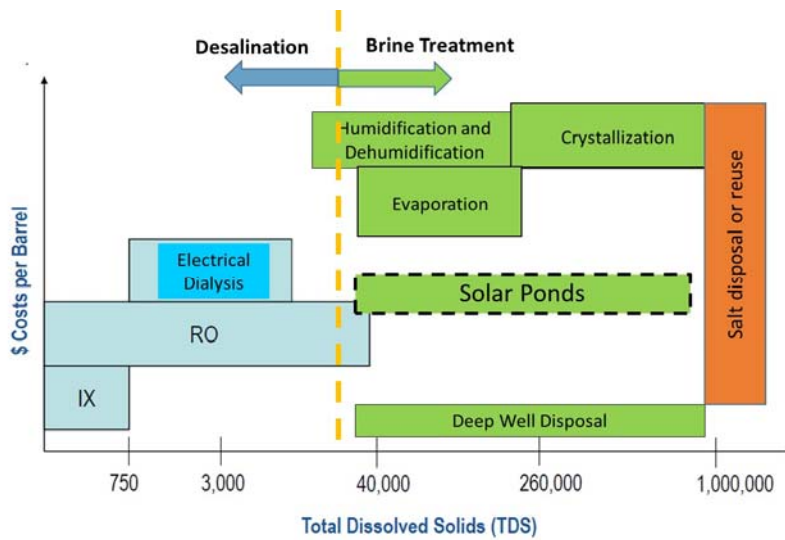 Desalination
Brine Treatment
Humidification and
Dehumidification
Crystallization
Evaporation
Electrical
Dialysis
Solar Ponds
RO
IX
Deep Well Disposal
Salt disposal or reuse
$ Costs per Barrel
750
3,000
40,000
260,000
1,000,000
Total Dissolved Solids (TDS)